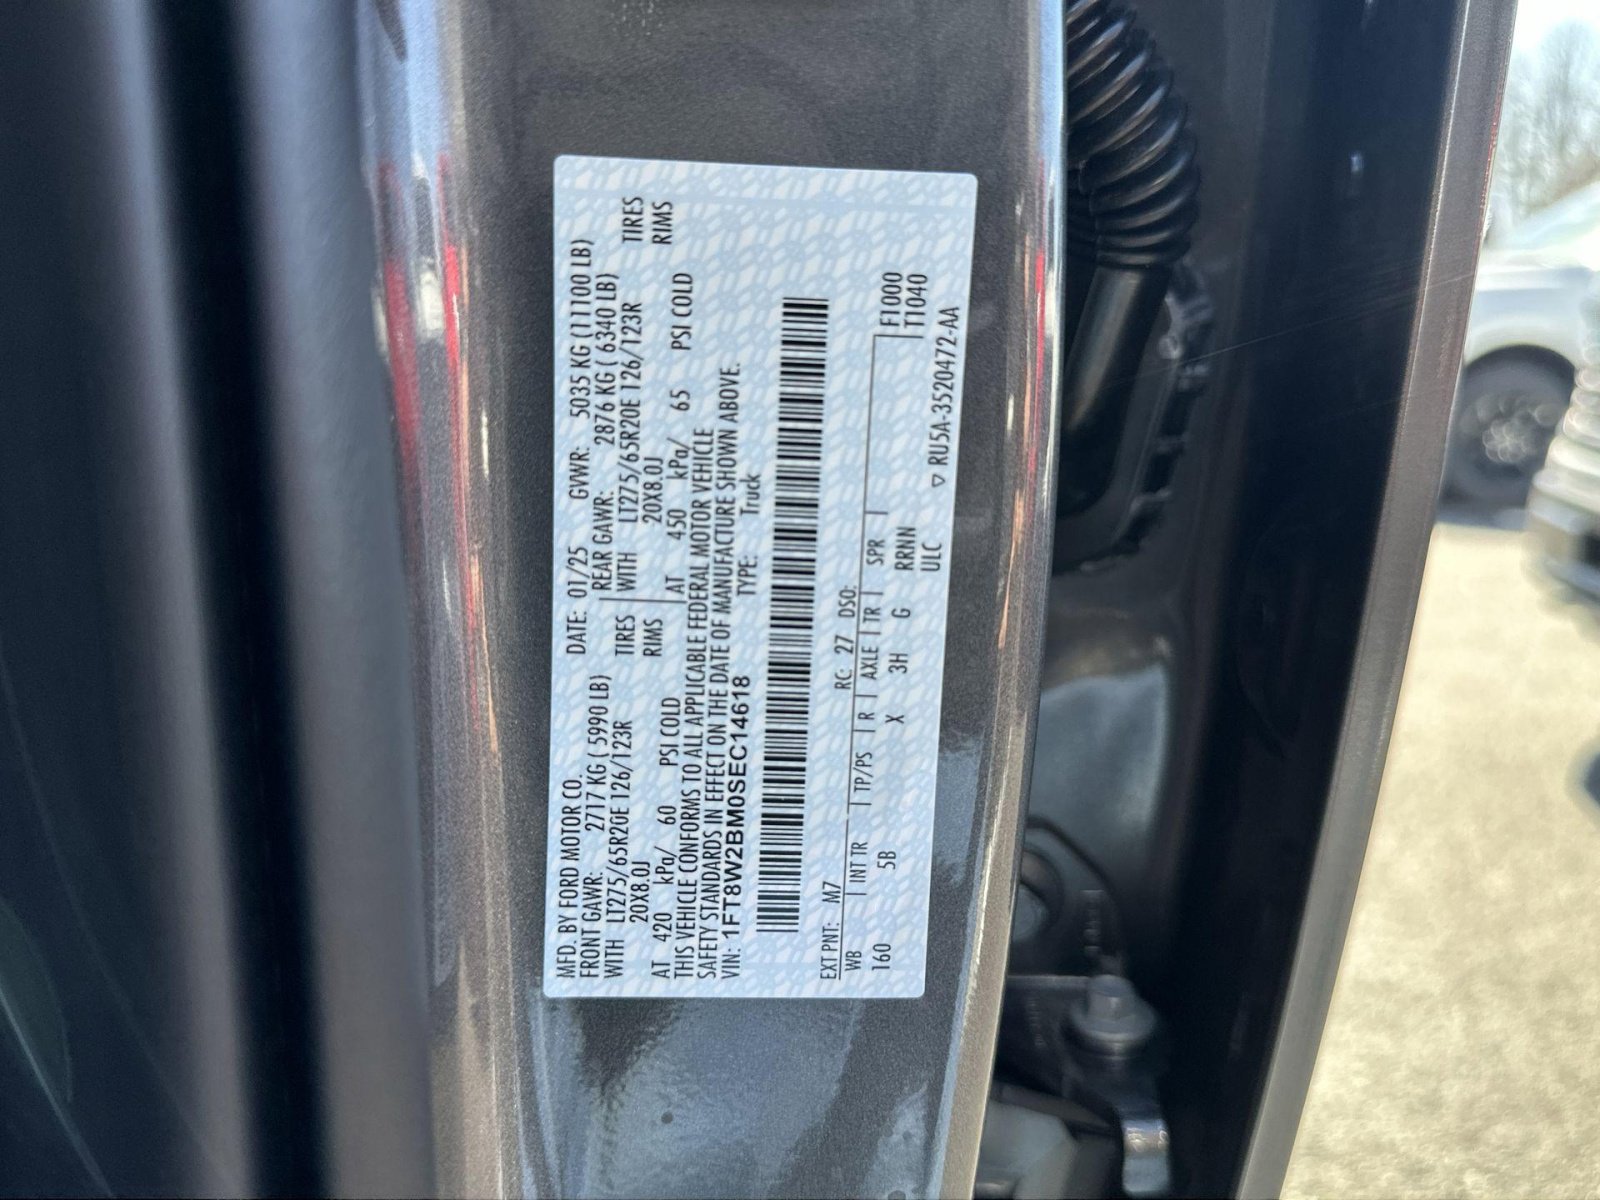 MFD. BY FORD MOTOR CO. DATE: 01/25 GVWR: 5035 KG (11100 LB)
FRONT GAWR: 2717 KG ( 5990 LB) REAR GAWR: 2876 KG ( 6340 LB)
WITH LT275/65R20E 126/123R TIRES WITH LT275/65R20E 126/123R TIRES
20X8.0J RIMS 20X8.0J RIMS
AT 420 kPa/ 60 PSI COLD AT 450 kPa/ 65 PSI COLD
THIS VEHICLE CONFORMS TO ALL APPLICABLE FEDERAL MOTOR VEHICLE
SAFETY STANDARDS IN EFFECT ON THE DATE OF MANUFACTURE SHOWN ABOVE.
VIN: 1FT8W2BM0SEC14618 TYPE: Truck
EXT PNT: M7 RC: 27 DSO:
WB INT TR TP/PS R AXLE TR SPR F1000
160 5B X 3H G RRNN T1040
ULC
▽ RU5A-3520472-AA